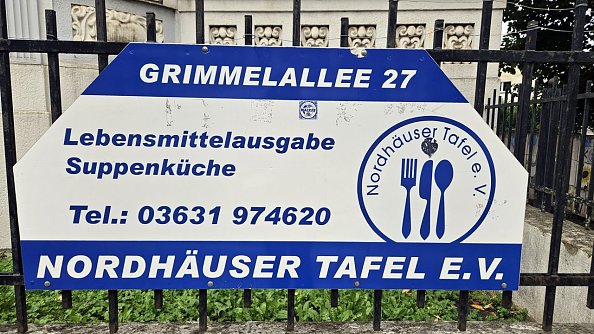 GRIMMELALLEE 27
Lebensmittelausgabe
Suppenküche
Tel.: 03631 974620
Nordhäuser Tafel e. V.
NORDHÄUSER TAFEL E.V.